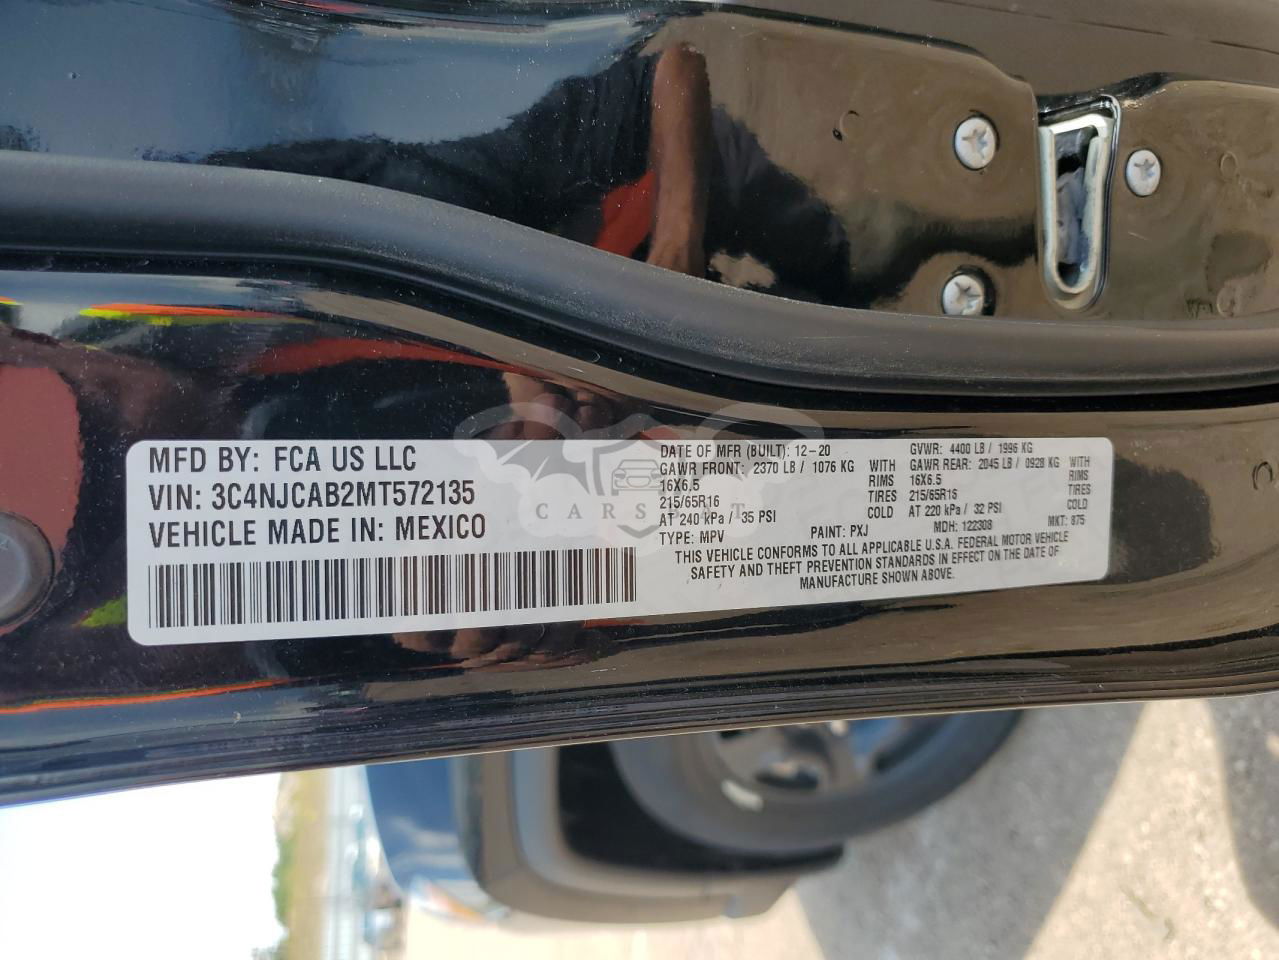 MFD BY: FCA US LLC
VIN: 3C4NJCAB2MT572135
VEHICLE MADE IN: MEXICO
DATE OF MFR (BUILT): 12-20 GVWR: 4400 LB / 1996 KG
GAWR FRONT: 2370 LB / 1076 KG WITH GAWR REAR: 2045 LB / 0928 KG WITH
16X6.5 RIMS 16X6.5 RIMS
215/65R16 TIRES 215/65R16 TIRES
AT 240 kPa / 35 PSI COLD AT 220 kPa / 32 PSI COLD
TYPE: MPV PAINT: PXJ MDH: 122308 MKT: 875
THIS VEHICLE CONFORMS TO ALL APPLICABLE U.S.A. FEDERAL MOTOR VEHICLE
SAFETY AND THEFT PREVENTION STANDARDS IN EFFECT ON THE DATE OF
MANUFACTURE SHOWN ABOVE.